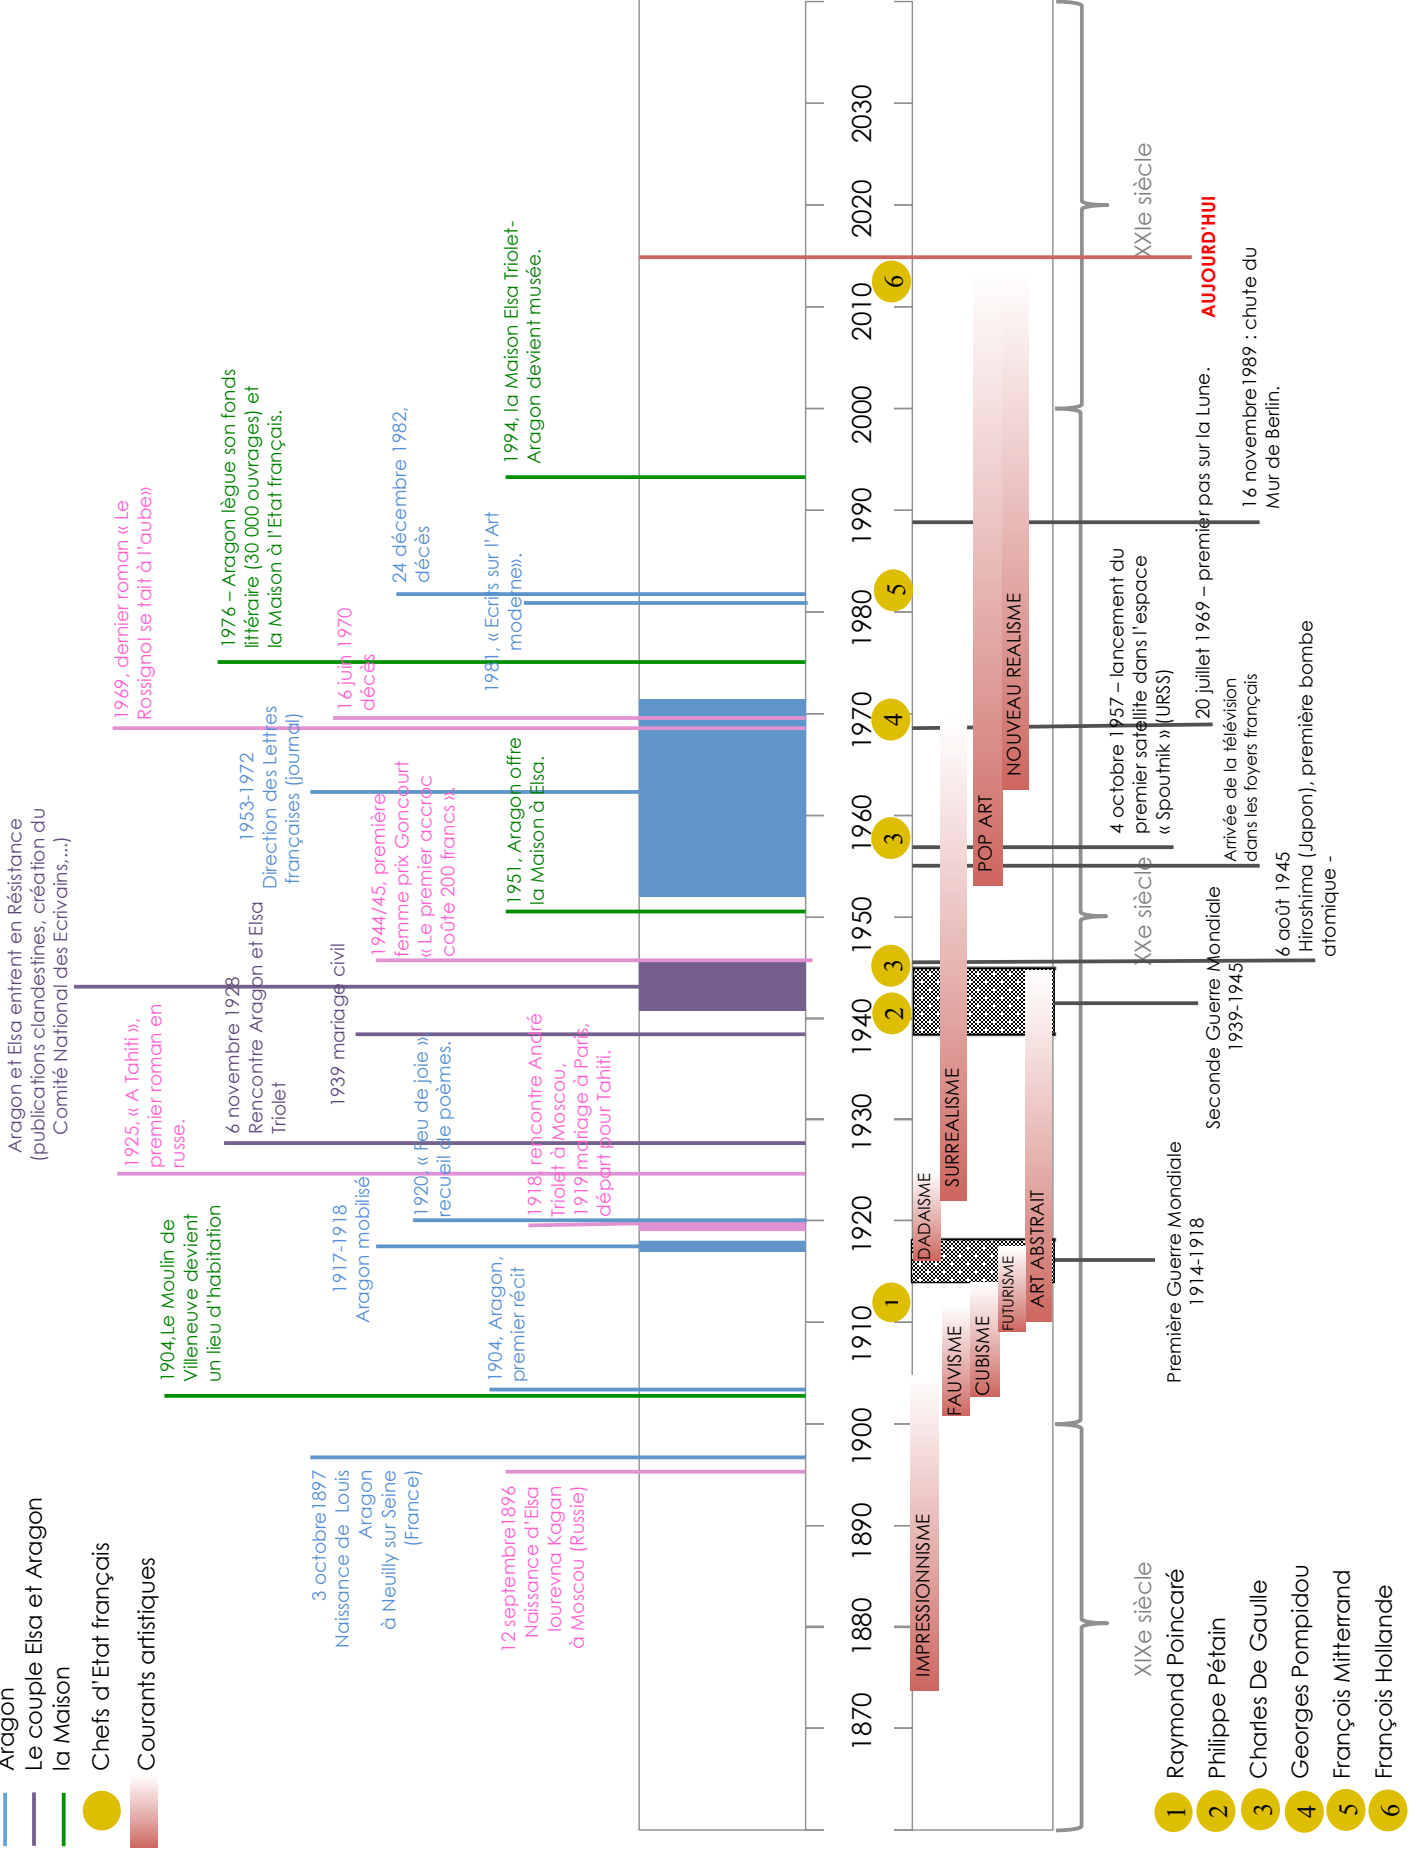 Aragon
Le couple Elsa et Aragon
la Maison
Chefs d'Etat français
Courants artistiques
Aragon et Elsa entrent en Résistance
(publications clandestines, création du
Comité National des Ecrivains,…)
1969, dernier roman « Le
Rossignol se tait à l'aube»
1925, « A Tahiti »,
premier roman en
russe.
1904,Le Moulin de
Villeneuve devient
un lieu d'habitation
1976 – Aragon lègue son fonds
littéraire (30 000 ouvrages) et
la Maison à l'Etat français.
6 novembre 1928
Rencontre Aragon et Elsa
Triolet
1953-1972
Direction des Lettres
françaises (journal)
3 octobre1897
Naissance de Louis
Aragon
à Neuilly sur Seine
(France)
1917-1918
Aragon mobilisé
1939 mariage civil
16 juin 1970
décès
1944/45, première
femme prix Goncourt
« Le premier accroc
coûte 200 francs ».
24 décembre 1982,
décès
1920, « Feu de joie »
recueil de poèmes.
1904, Aragon,
premier récit
1981, « Ecrits sur l'Art
moderne».
12 septembre1896
Naissance d'Elsa
Iourevna Kagan
à Moscou (Russie)
1951, Aragon offre
la Maison à Elsa.
1994, la Maison Elsa Triolet-
Aragon devient musée.
1918, rencontre André
Triolet à Moscou,
1919 mariage à Paris,
départ pour Tahiti.
1870
1880
1890
1900
1910
1920
1930
1940
1950
1960
1970
1980
1990
2000
2010
2020
2030
1
2
3
3
4
5
6
IMPRESSIONNISME
DADAISME
FAUVISME
SURREALISME
CUBISME
POP ART
FUTURISME
NOUVEAU REALISME
ART ABSTRAIT
XIXe siècle
XXe siècle
XXIe siècle
4 octobre 1957 – lancement du
premier satellite dans l'espace
« Spoutnik » (URSS)
Première Guerre Mondiale
1914-1918
Seconde Guerre Mondiale
1939-1945
20 juillet 1969 – premier pas sur la Lune.
AUJOURD'HUI
Arrivée de la télévision
dans les foyers français
16 novembre1989 : chute du
Mur de Berlin.
6 août 1945
Hiroshima (Japon), première bombe
atomique -
1 Raymond Poincaré
2 Philippe Pétain
3 Charles De Gaulle
4 Georges Pompidou
5 François Mitterrand
6 François Hollande